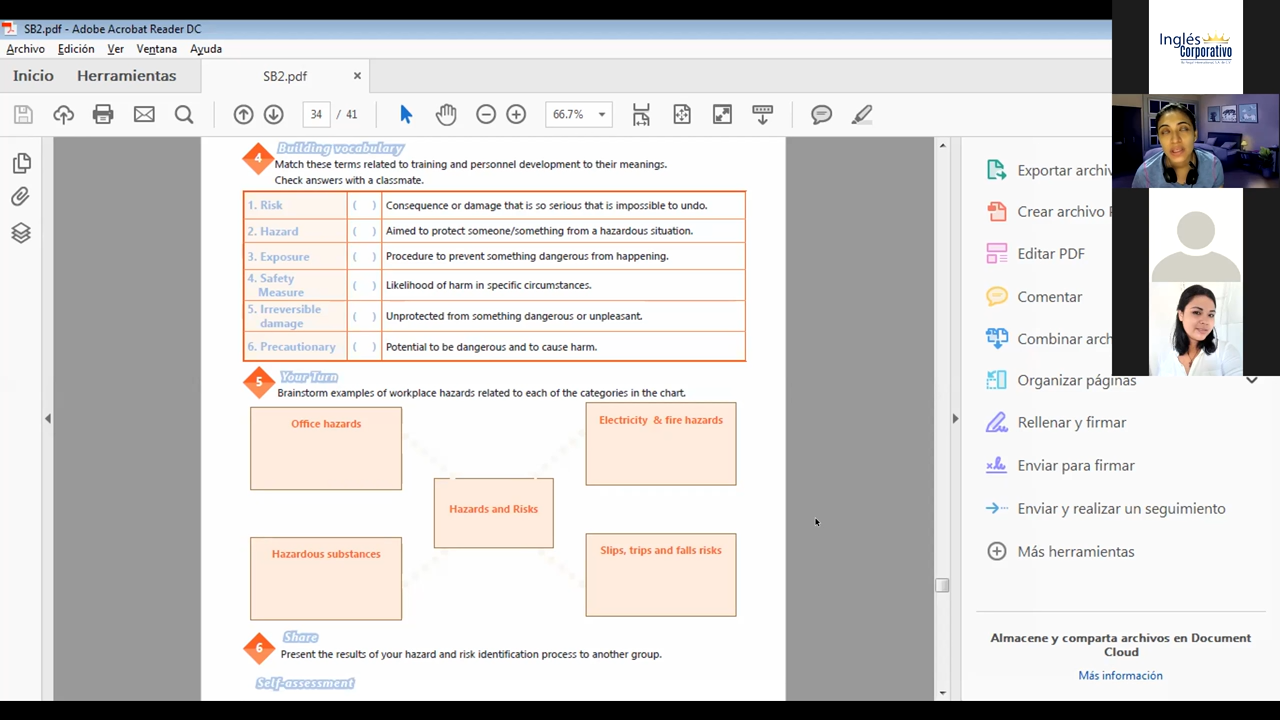 SB2.pdf - Adobe Acrobat Reader DC
Archivo Edición Ver Ventana Ayuda
Inicio Herramientas SB2.pdf ×
34 / 41 66.7%
4 Building vocabulary
Match these terms related to training and personnel development to their meanings.
Check answers with a classmate.
1. Risk ( ) Consequence or damage that is so serious that is impossible to undo.
2. Hazard ( ) Aimed to protect someone/something from a hazardous situation.
3. Exposure ( ) Procedure to prevent something dangerous from happening.
4. Safety
Measure ( ) Likelihood of harm in specific circumstances.
5. Irreversible
damage ( ) Unprotected from something dangerous or unpleasant.
6. Precautionary ( ) Potential to be dangerous and to cause harm.
5 Your Turn
Brainstorm examples of workplace hazards related to each of the categories in the chart.
Office hazards
Electricity & fire hazards
Hazards and Risks
Hazardous substances
Slips, trips and falls risks
6 Share
Present the results of your hazard and risk identification process to another group.
Self-assessment
Exportar archiv
Crear archivo P
Editar PDF
Comentar
Combinar arch
Organizar páginas
Rellenar y firmar
Enviar para firmar
Enviar y realizar un seguimiento
Más herramientas
Almacene y comparta archivos en Document
Cloud
Más información
Inglés
Corporativo